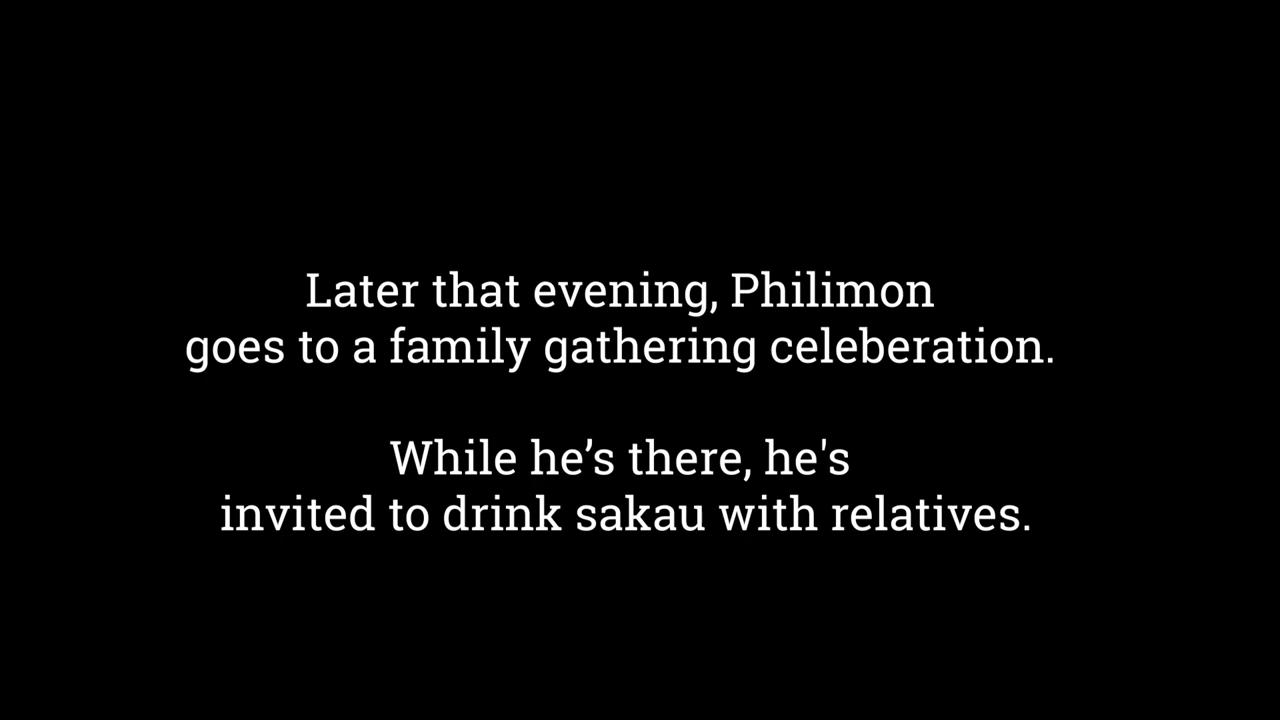 Later that evening, Philimon
goes to a family gathering celeberation.
While he’s there, he's
invited to drink sakau with relatives.